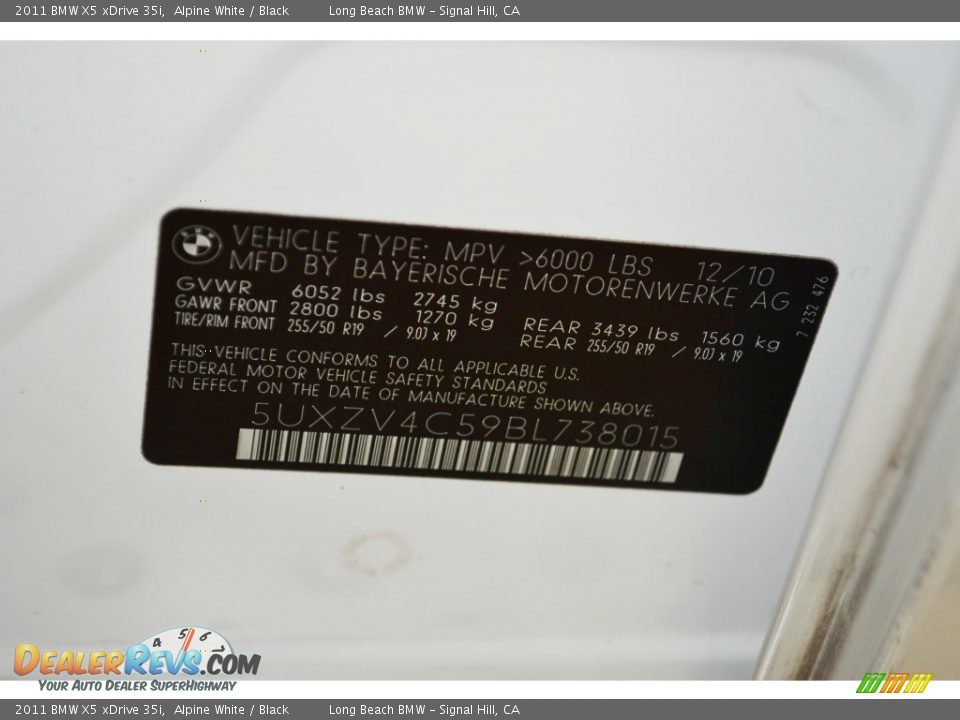 2011 BMW X5 xDrive 35i, Alpine White / Black Long Beach BMW - Signal Hill, CA
VEHICLE TYPE: MPV >6000 LBS 12/10
MFD BY BAYERISCHE MOTORENWERKE AG
7 232 476
GVWR 6052 lbs 2745 kg
GAWR FRONT 2800 lbs 1270 kg REAR 3439 lbs 1560 kg
TIRE/RIM FRONT 255/50 R19 / 9.0J x 19 REAR 255/50 R19 / 9.0J x 19
THIS VEHICLE CONFORMS TO ALL APPLICABLE U.S.
FEDERAL MOTOR VEHICLE SAFETY STANDARDS
IN EFFECT ON THE DATE OF MANUFACTURE SHOWN ABOVE.
5UXZV4C59BL738015
4 5 6 7
DEALERREVS.COM
YOUR AUTO DEALER SUPERHIGHWAY
2011 BMW X5 xDrive 35i, Alpine White / Black Long Beach BMW - Signal Hill, CA